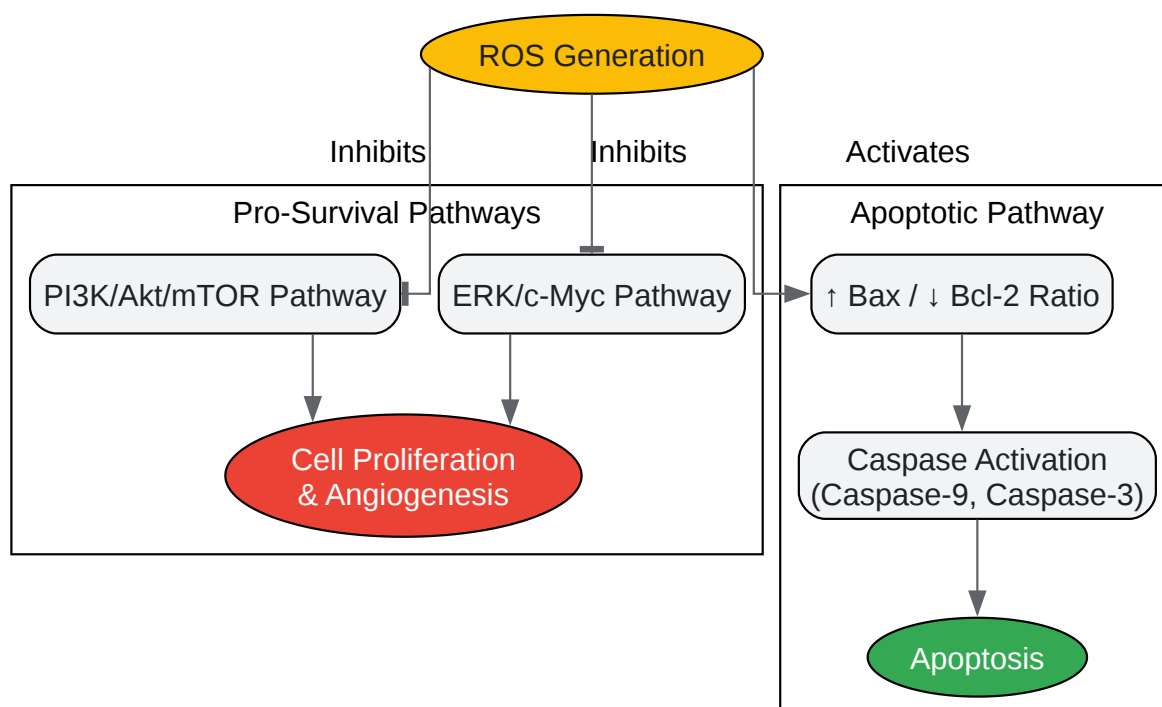 ROS Generation
Inhibits
Inhibits
Activates
Pro-Survival Pathways
PI3K/Akt/mTOR Pathway
ERK/c-Myc Pathway
Cell Proliferation
& Angiogenesis
Apoptotic Pathway
↑ Bax / ↓ Bcl-2 Ratio
Caspase Activation
(Caspase-9, Caspase-3)
Apoptosis